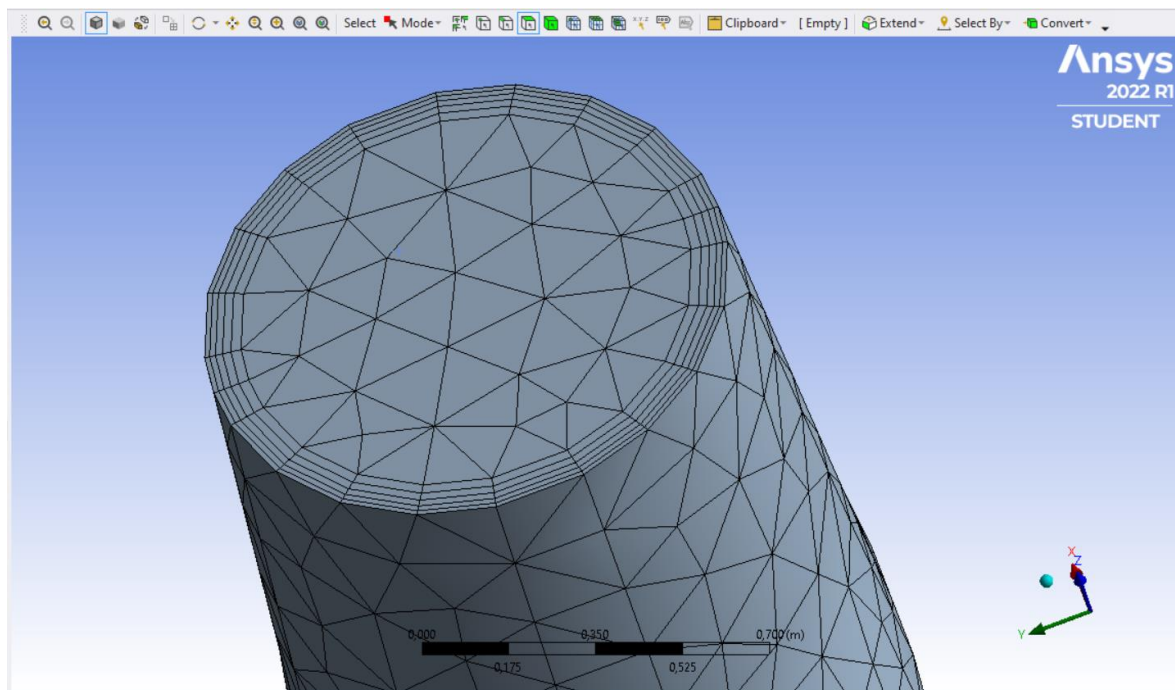 Select Mode Clipboard [ Empty ] Extend Select By Convert
Ansys
2022 R1
STUDENT
X
Z
Y
0,000 0,350 0,700 (m)
0,175 0,525